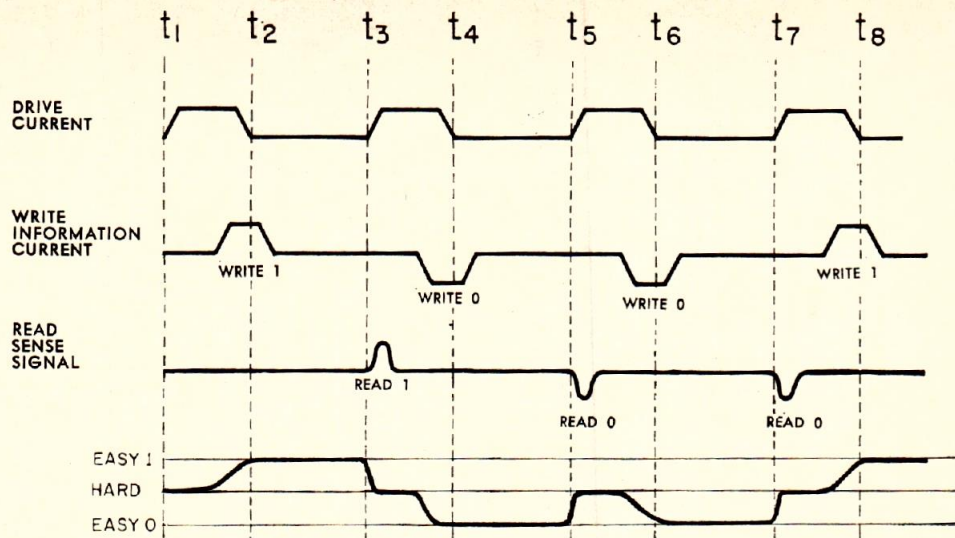 t1 t2 t3 t4 t5 t6 t7 t8
DRIVE
CURRENT
WRITE
INFORMATION
CURRENT
WRITE 1
WRITE 0
WRITE 0
WRITE 1
READ
SENSE
SIGNAL
READ 1
READ 0
READ 0
EASY 1
HARD
EASY 0